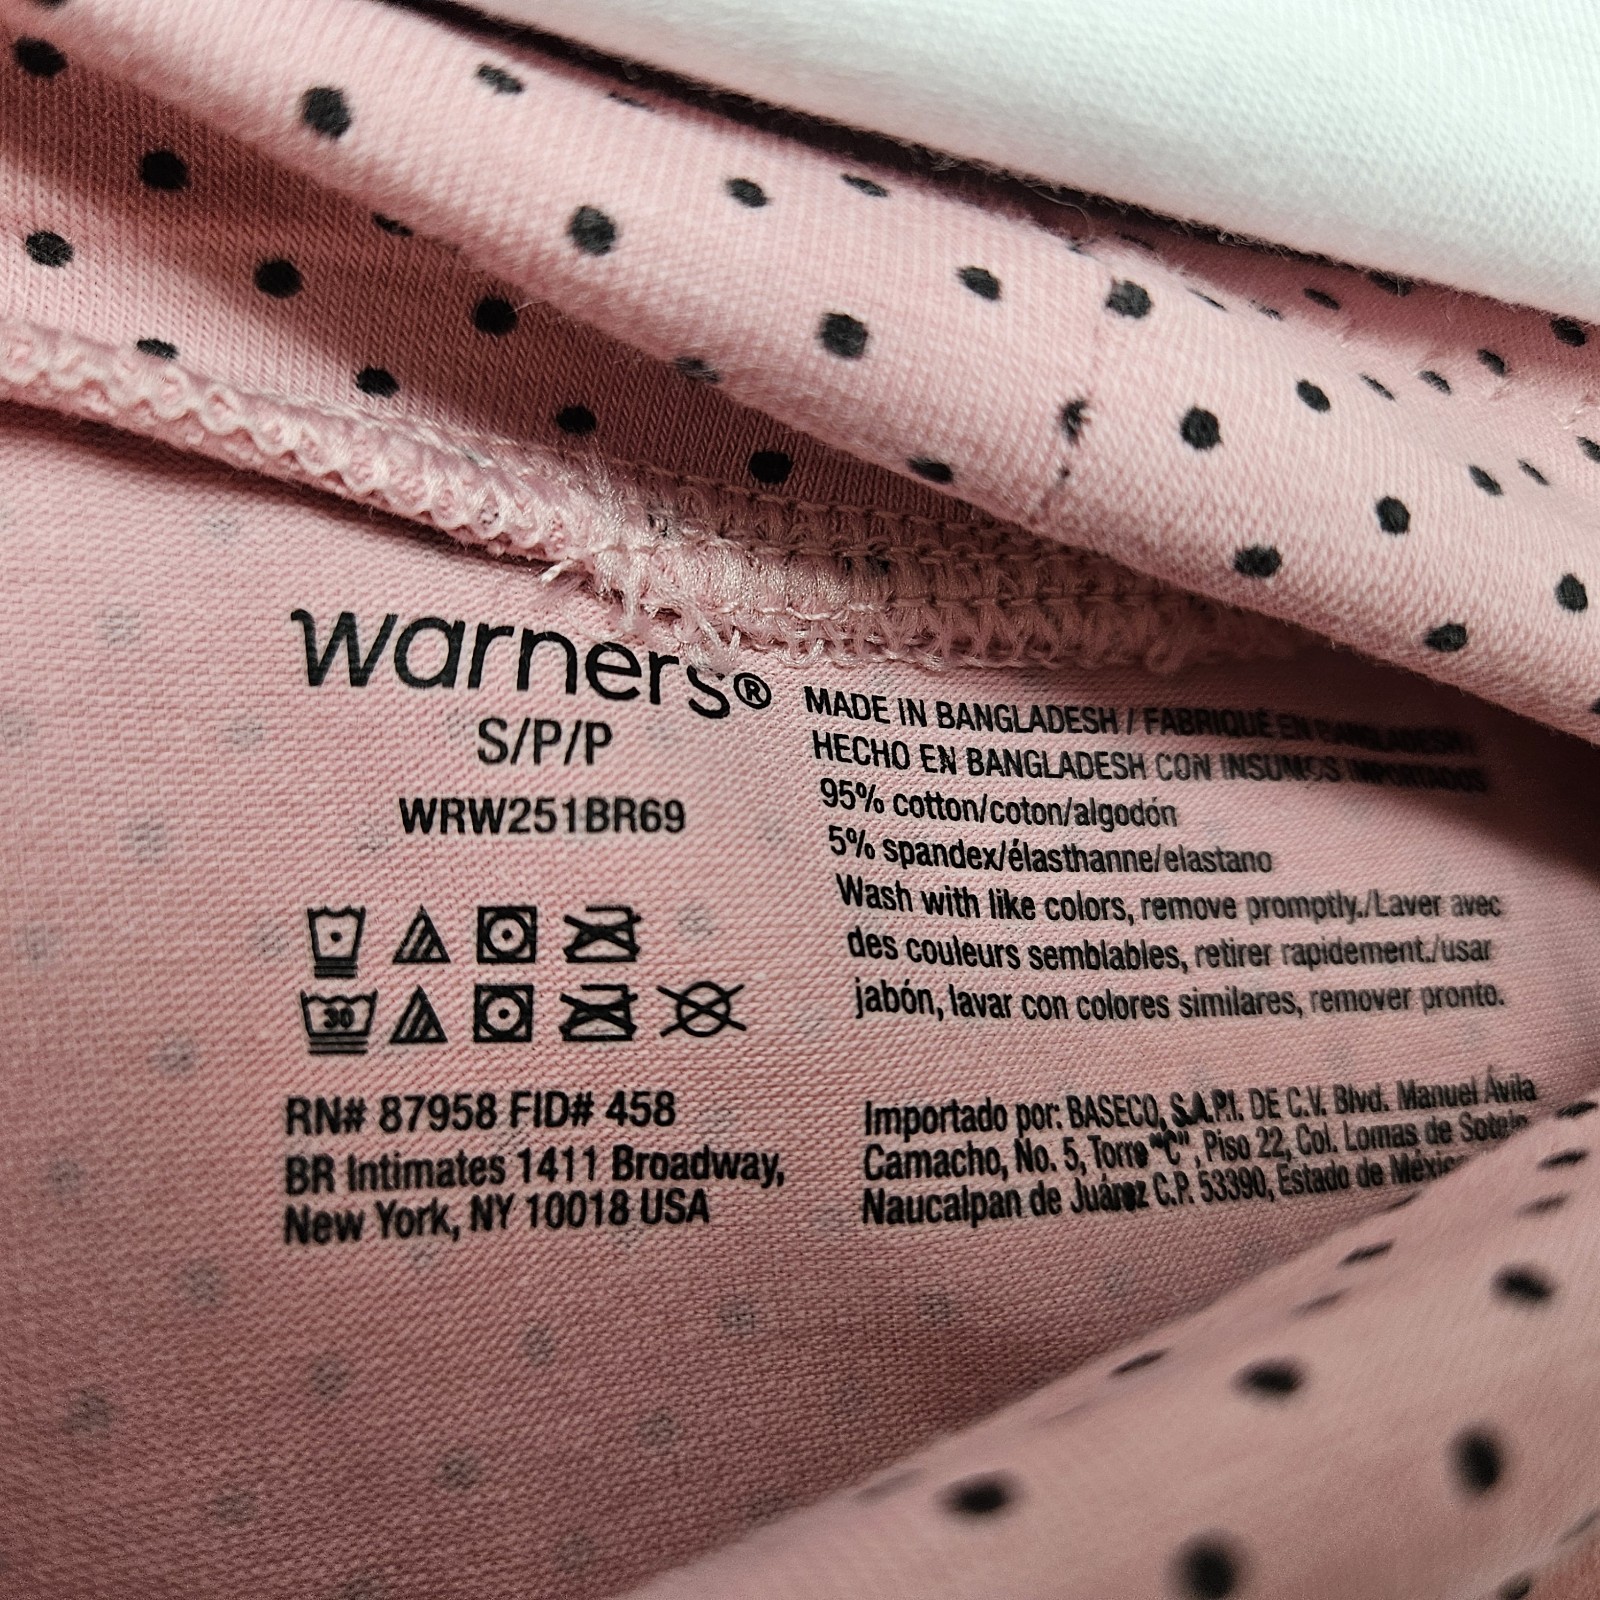 warners®
S/P/P
WRW251BR69
30
RN# 87958 FID# 458
BR Intimates 1411 Broadway,
New York, NY 10018 USA
MADE IN BANGLADESH / FABRIQUÉ EN BANGLADESH/
HECHO EN BANGLADESH CON INSUMOS IMPORTADOS
95% cotton/coton/algodón
5% spandex/élasthanne/elastano
Wash with like colors, remove promptly./Laver avec
des couleurs semblables, retirer rapidement./usar
jabón, lavar con colores similares, remover pronto.
Importado por: BASECO, S.A.P.I. DE C.V. Blvd. Manuel Ávila
Camacho, No. 5, Torre "C", Piso 22, Col. Lomas de Sotelo
Naucalpan de Juárez C.P. 53390, Estado de México